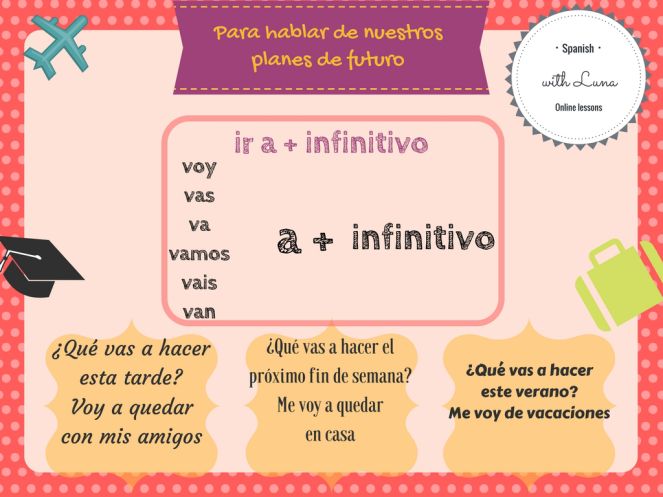 Para hablar de nuestros
planes de futuro
· Spanish ·
with Luna
Online lessons
ir a + infinitivo
voy
vas
va
vamos
vais
van
a + infinitivo
¿Qué vas a hacer
esta tarde?
Voy a quedar
con mis amigos
¿Qué vas a hacer el
próximo fin de semana?
Me voy a quedar
en casa
¿Qué vas a hacer
este verano?
Me voy de vacaciones